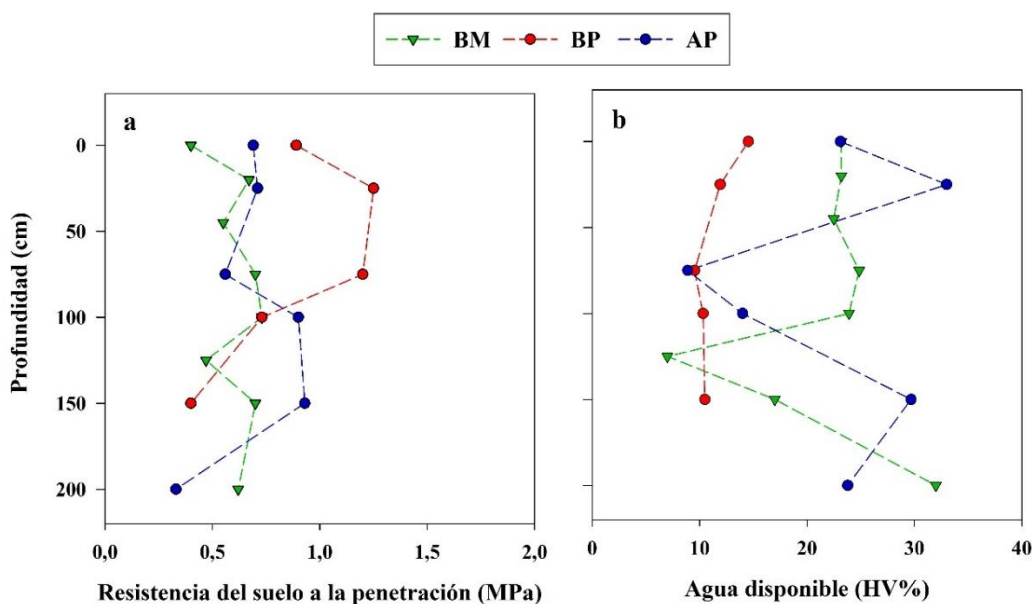 BM BP AP
a
b
Profundidad (cm)
0
50
100
150
200
0,0 0,5 1,0 1,5 2,0
0 10 20 30 40
Resistencia del suelo a la penetración (MPa)
Agua disponible (HV%)